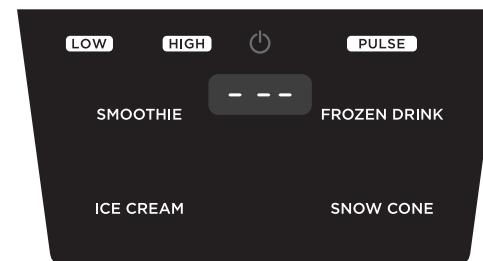 LOW HIGH PULSE
- - -
SMOOTHIE FROZEN DRINK
ICE CREAM SNOW CONE